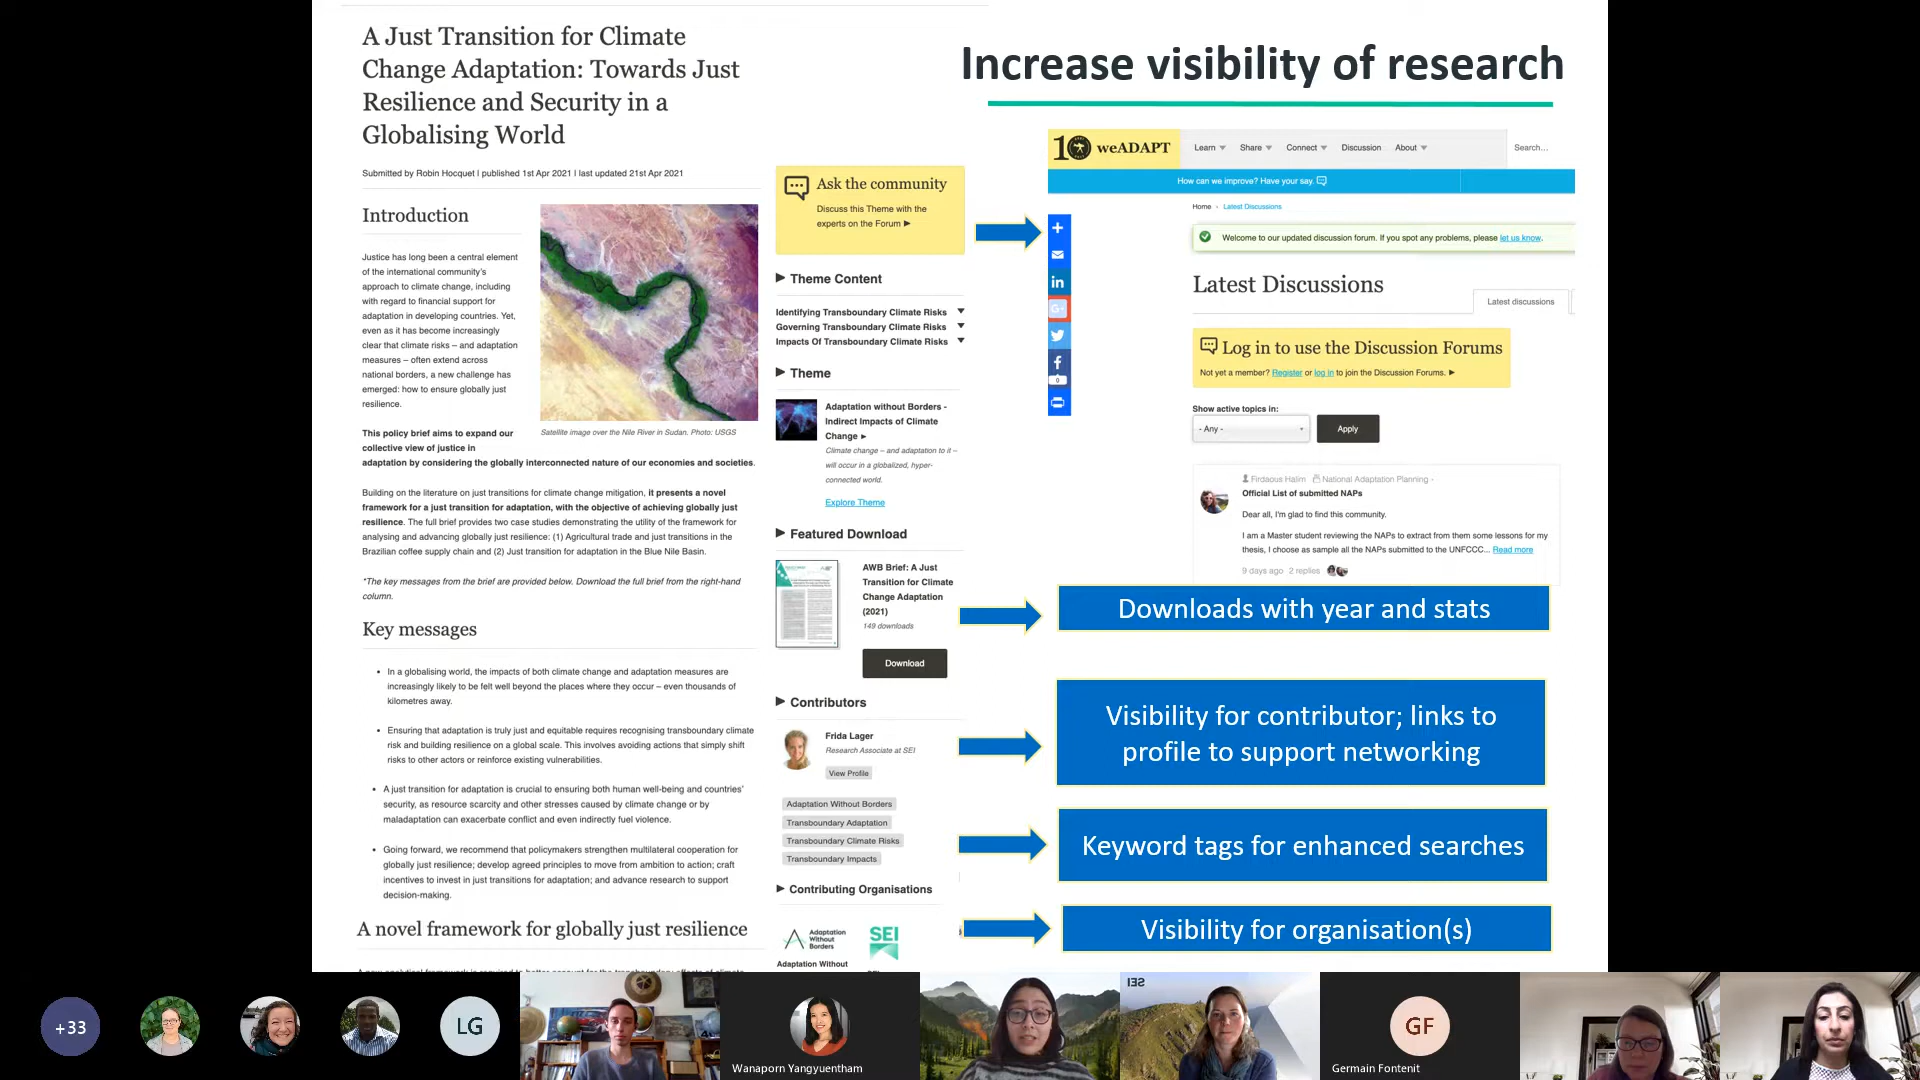 A Just Transition for Climate
Change Adaptation: Towards Just
Resilience and Security in a
Globalising World
Submitted by Robin Hocquet | published 1st Apr 2021 | last updated 21st Apr 2021
Introduction
Justice has long been a central element
of the international community's
approach to climate change, including
with regard to financial support for
adaptation in developing countries. Yet,
even as it has become increasingly
clear that climate risks – and adaptation
measures – often extend across
national borders, a new challenge has
emerged: how to ensure globally just
resilience.
Satellite image over the Nile River in Sudan. Photo: USGS
This policy brief aims to expand our
collective view of justice in
adaptation by considering the globally interconnected nature of our economies and societies.
Building on the literature on just transitions for climate change mitigation, it presents a novel
framework for a just transition for adaptation, with the objective of achieving globally just
resilience. The full brief provides two case studies demonstrating the utility of the framework for
analysing and advancing globally just resilience: (1) Agricultural trade and just transitions in the
Brazilian coffee supply chain and (2) Just transition for adaptation in the Blue Nile Basin.
*The key messages from the brief are provided below. Download the full brief from the right-hand
column.
Key messages
• In a globalising world, the impacts of both climate change and adaptation measures are
increasingly likely to be felt well beyond the places where they occur – even thousands of
kilometres away.
• Ensuring that adaptation is truly just and equitable requires recognising transboundary climate
risk and building resilience on a global scale. This involves avoiding actions that simply shift
risks to other actors or reinforce existing vulnerabilities.
• A just transition for adaptation is crucial to ensuring both human well-being and countries'
security, as resource scarcity and other stresses caused by climate change or by
maladaptation can exacerbate conflict and even indirectly fuel violence.
• Going forward, we recommend that policymakers strengthen multilateral cooperation for
globally just resilience; develop agreed principles to move from ambition to action; craft
incentives to invest in just transitions for adaptation; and advance research to support
decision-making.
A novel framework for globally just resilience
Ask the community
Discuss this Theme with the
experts on the Forum ▶
Theme Content
Identifying Transboundary Climate Risks
Governing Transboundary Climate Risks
Impacts Of Transboundary Climate Risks
Theme
Adaptation without Borders -
Indirect Impacts of Climate
Change ▸
Climate change – and adaptation to it –
will occur in a globalized, hyper-
connected world.
Explore Theme
Featured Download
AWB Brief: A Just
Transition for Climate
Change Adaptation
(2021)
149 downloads
Download
Contributors
Frida Lager
Research Associate at SEI
View Profile
Adaptation Without Borders
Transboundary Adaptation
Transboundary Climate Risks
Transboundary Impacts
Contributing Organisations
Adaptation
Without
Borders
SEI
Adaptation Without
Increase visibility of research
10 weADAPT
Learn Share Connect Discussion About
Search...
How can we improve? Have your say.
Home Latest Discussions
Welcome to our updated discussion forum. If you spot any problems, please let us know.
Latest Discussions
Latest discussions
Log in to use the Discussion Forums
Not yet a member? Register or log in to join the Discussion Forums. ▶
Show active topics in:
- Any -
Apply
Firdaous Halim National Adaptation Planning -
Official List of submitted NAPs
Dear all, I'm glad to find this community.
I am a Master student reviewing the NAPs to extract from them some lessons for my
thesis, I choose as sample all the NAPs submitted to the UNFCCC... Read more
9 days ago 2 replies
in
G+
f
0
Downloads with year and stats
Visibility for contributor; links to
profile to support networking
Keyword tags for enhanced searches
Visibility for organisation(s)
+33
LG
Wanaporn Yangyuentham
SEI
GF
Germain Fontenit